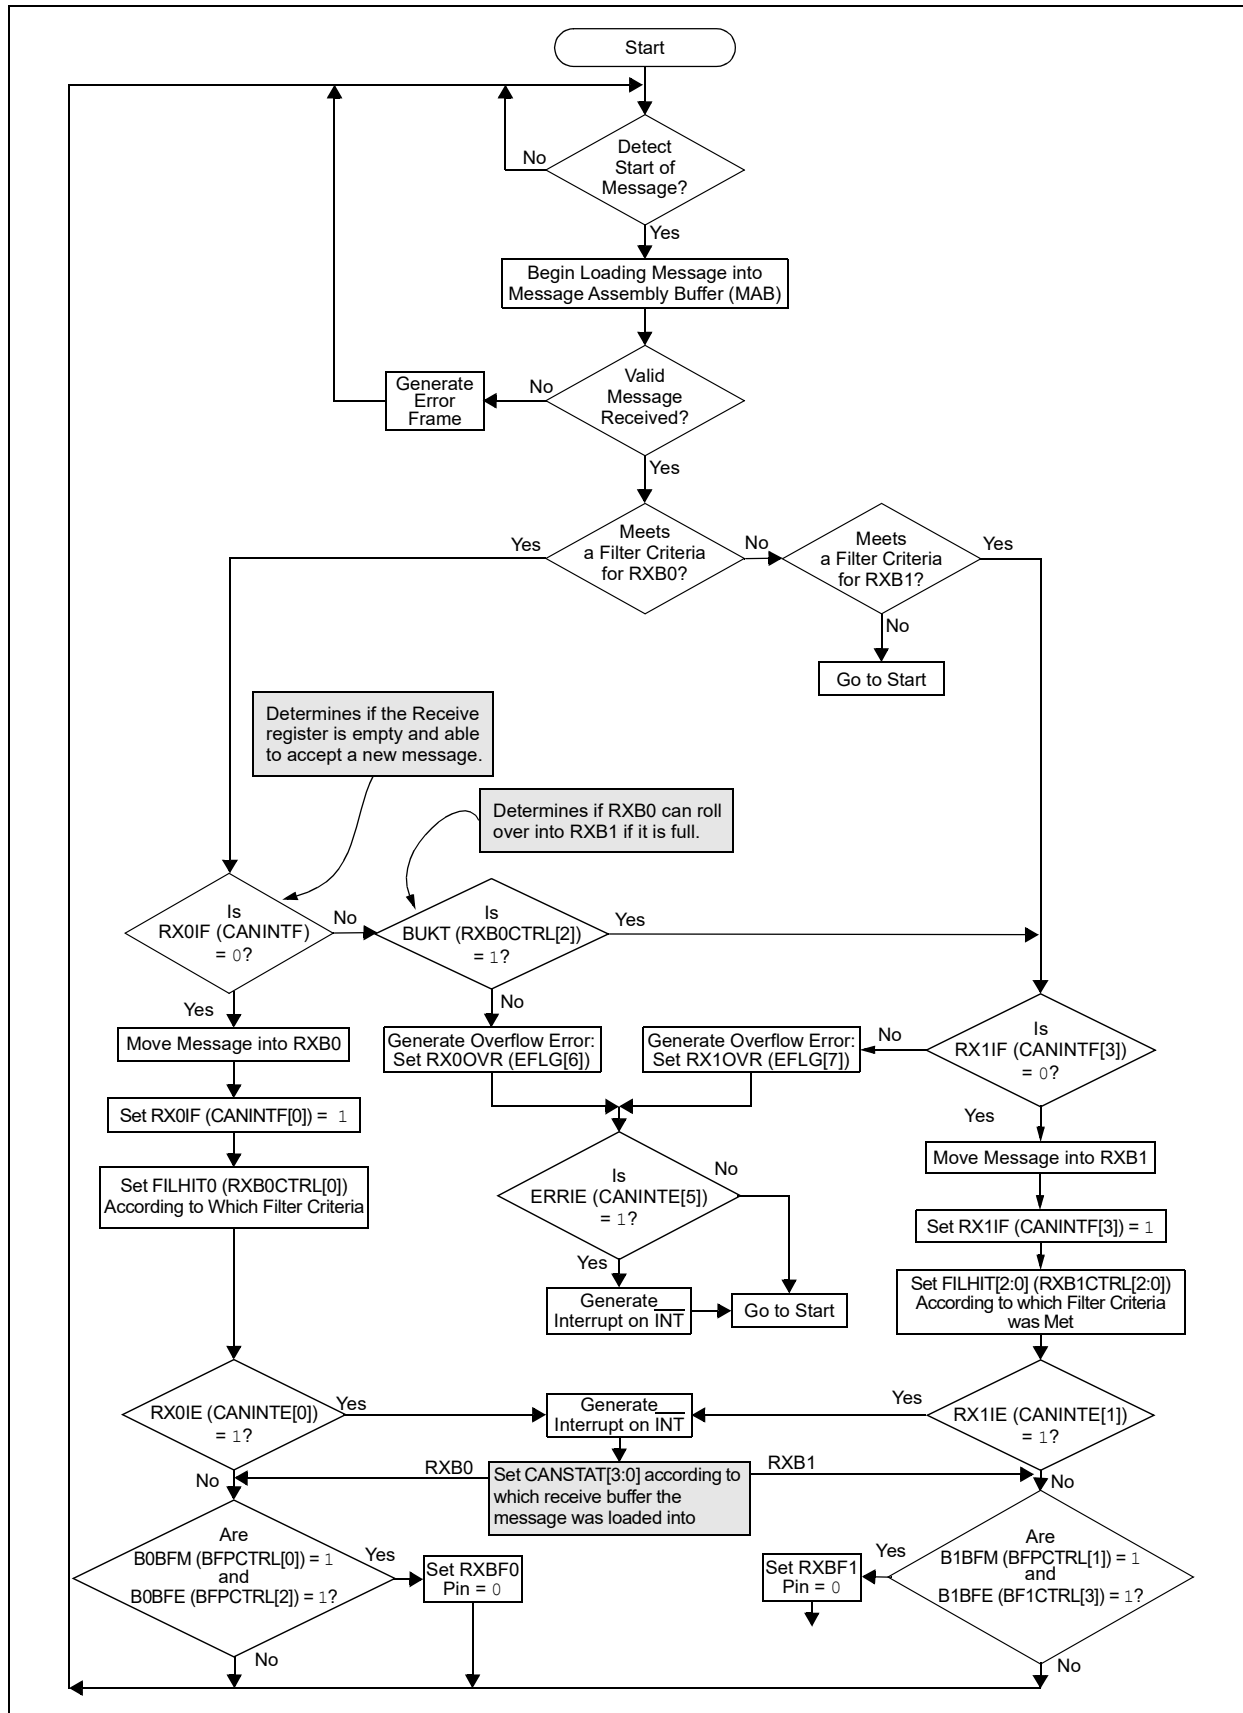 Start
Detect
Start of
Message?
No
Yes
Begin Loading Message into
Message Assembly Buffer (MAB)
Generate
Error
Frame
No
Valid
Message
Received?
Yes
Yes
Meets
a Filter Criteria
for RXB0?
No
Meets
a Filter Criteria
for RXB1?
Yes
No
Go to Start
Determines if the Receive
register is empty and able
to accept a new message.
Determines if RXB0 can roll
over into RXB1 if it is full.
Is
RX0IF (CANINTF)
= 0?
No
Is
BUKT (RXB0CTRL[2])
= 1?
Yes
Yes
No
Move Message into RXB0
Generate Overflow Error:
Set RX0OVR (EFLG[6])
Generate Overflow Error:
Set RX1OVR (EFLG[7])
No
Is
RX1IF (CANINTF[3])
= 0?
Set RX0IF (CANINTF[0]) = 1
Yes
Move Message into RXB1
Set FILHIT0 (RXB0CTRL[0])
According to Which Filter Criteria
Is
ERRIE (CANINTE[5])
= 1?
No
Yes
Set RX1IF (CANINTF[3]) = 1
Generate
Interrupt on INT
Go to Start
Set FILHIT[2:0] (RXB1CTRL[2:0])
According to which Filter Criteria
was Met
RX0IE (CANINTE[0])
= 1?
Yes
Generate
Interrupt on INT
Yes
RX1IE (CANINTE[1])
= 1?
No
RXB0
Set CANSTAT[3:0] according to
which receive buffer the
message was loaded into
RXB1
No
Are
B0BFM (BFPCTRL[0]) = 1
and
B0BFE (BFPCTRL[2]) = 1?
Yes
Set RXBF0
Pin = 0
No
Set RXBF1
Pin = 0
Yes
Are
B1BFM (BFPCTRL[1]) = 1
and
B1BFE (BF1CTRL[3]) = 1?
No